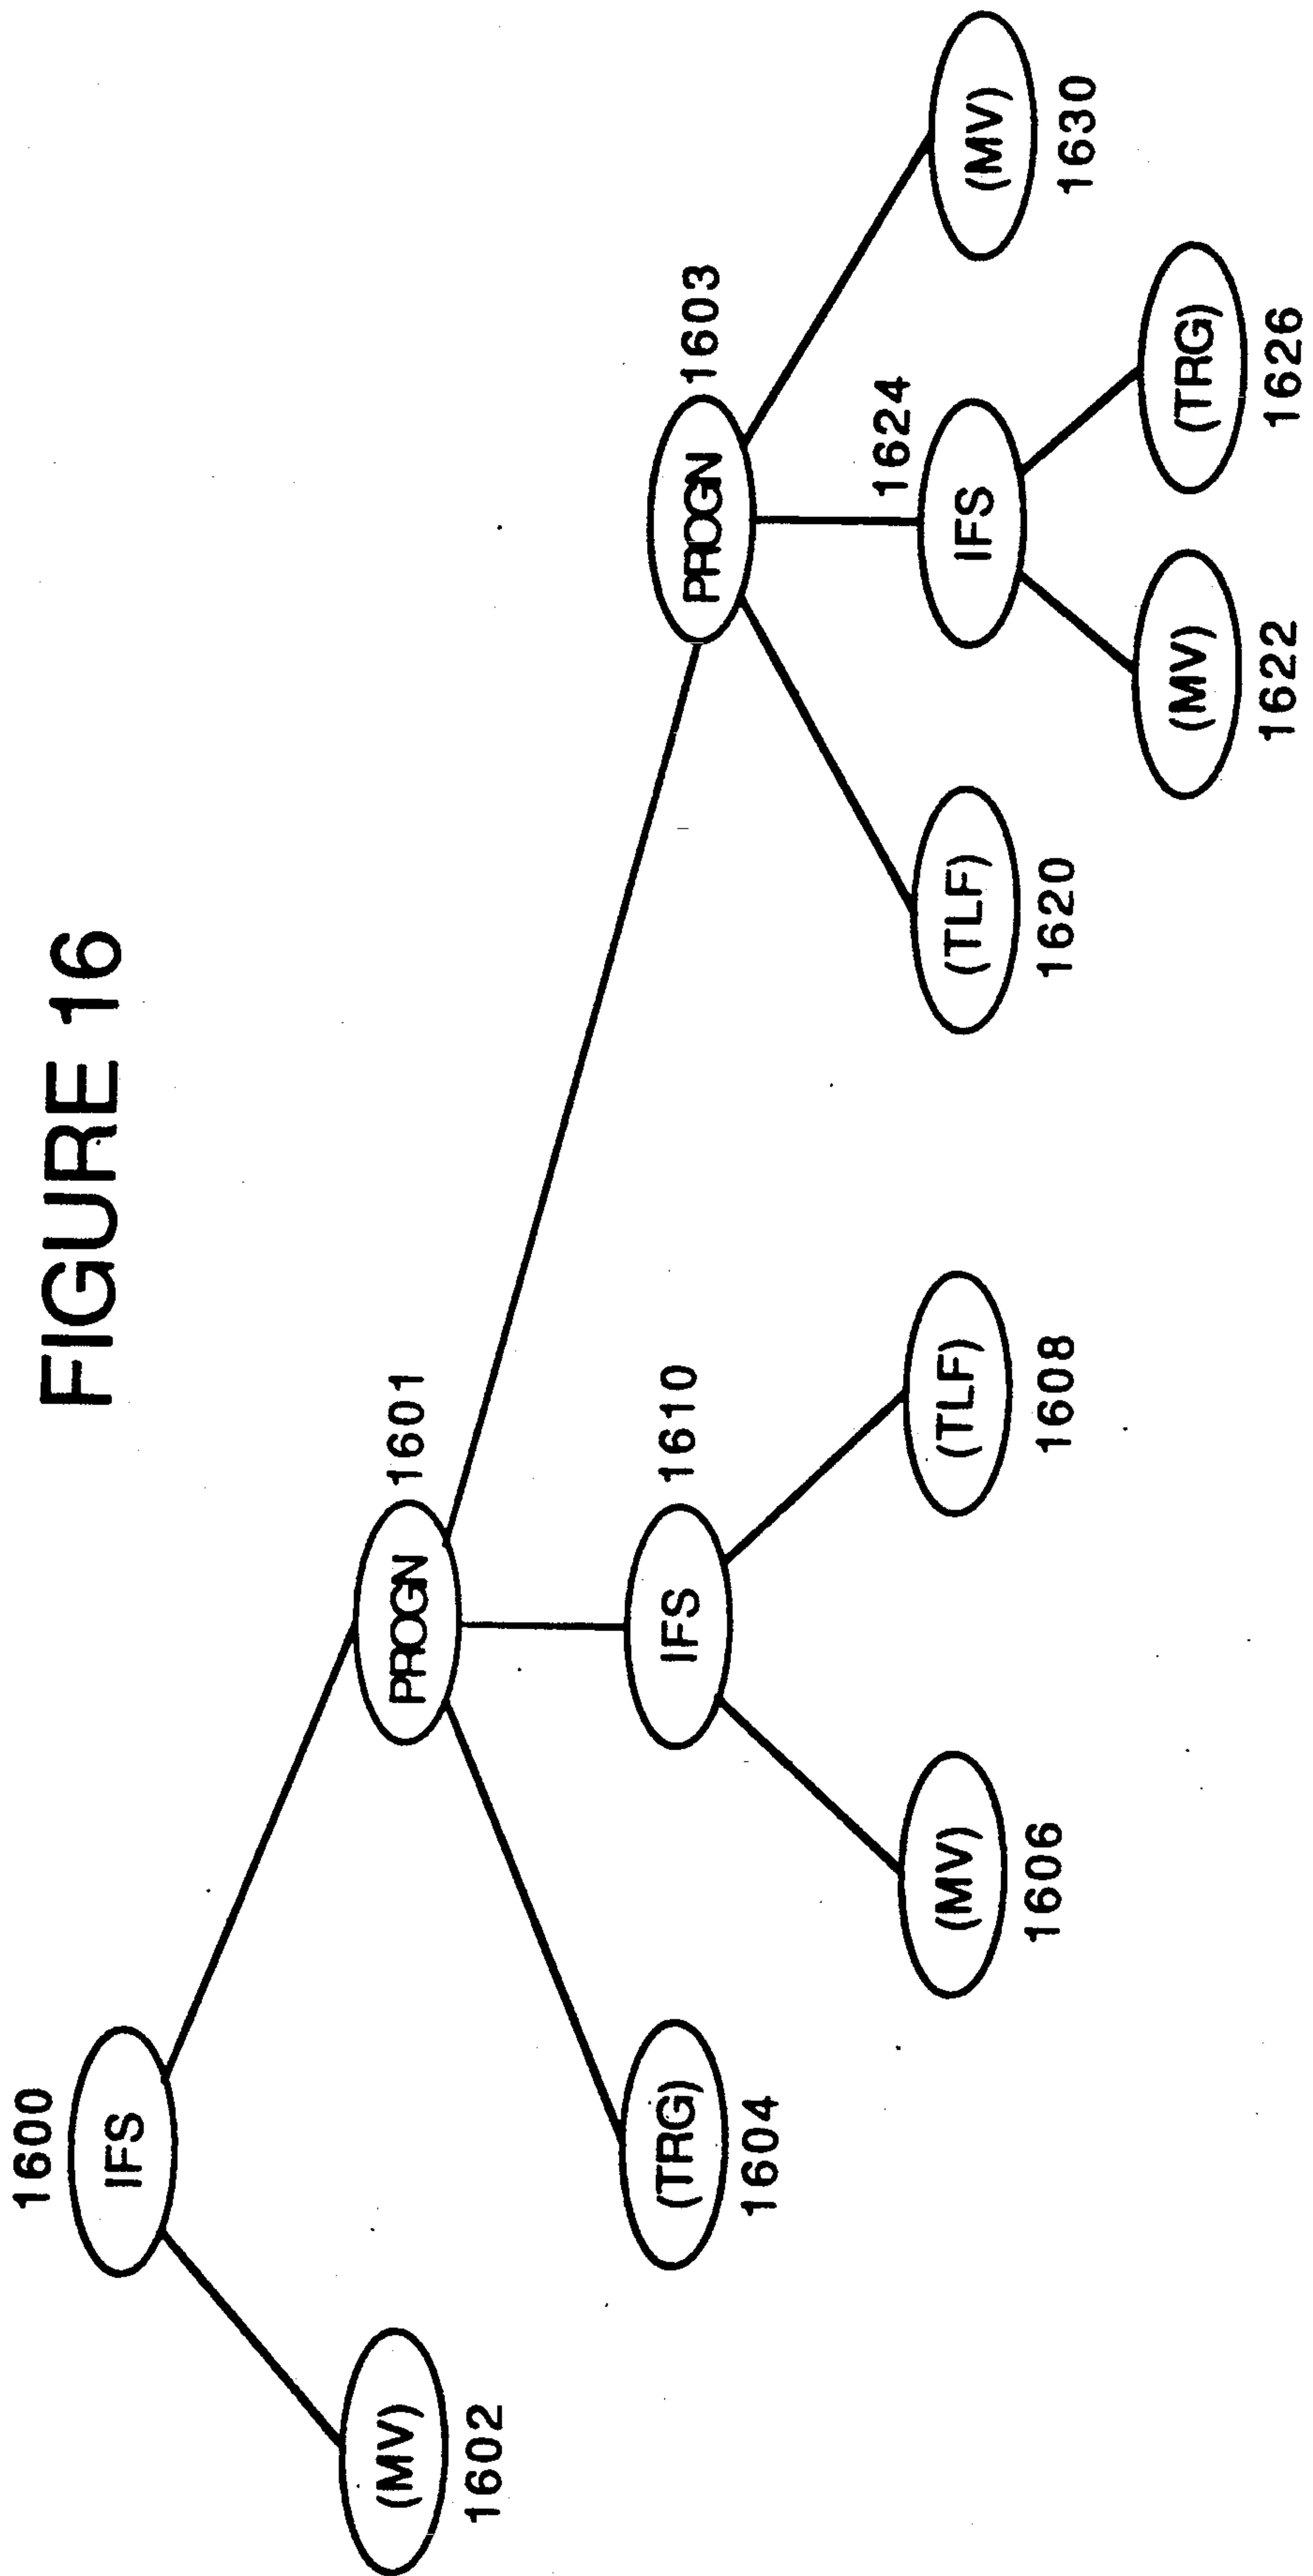 FIGURE 16
1600
IFS
(MV)
1602
PROGN
1601
(TRG)
1604
IFS
1610
(MV)
1606
(TLF)
1608
PROGN
1603
(TLF)
1620
IFS
1624
(MV)
1622
(TRG)
1626
(MV)
1630